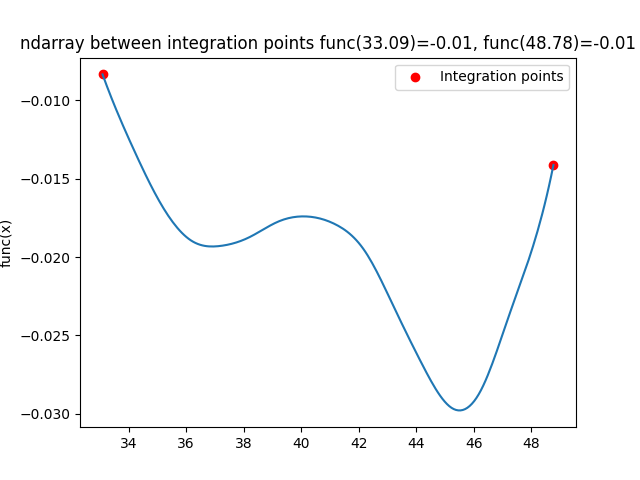 ndarray between integration points func(33.09)=-0.01, func(48.78)=-0.01
Integration points
func(x)
−0.010
−0.015
−0.020
−0.025
−0.030
34 36 38 40 42 44 46 48